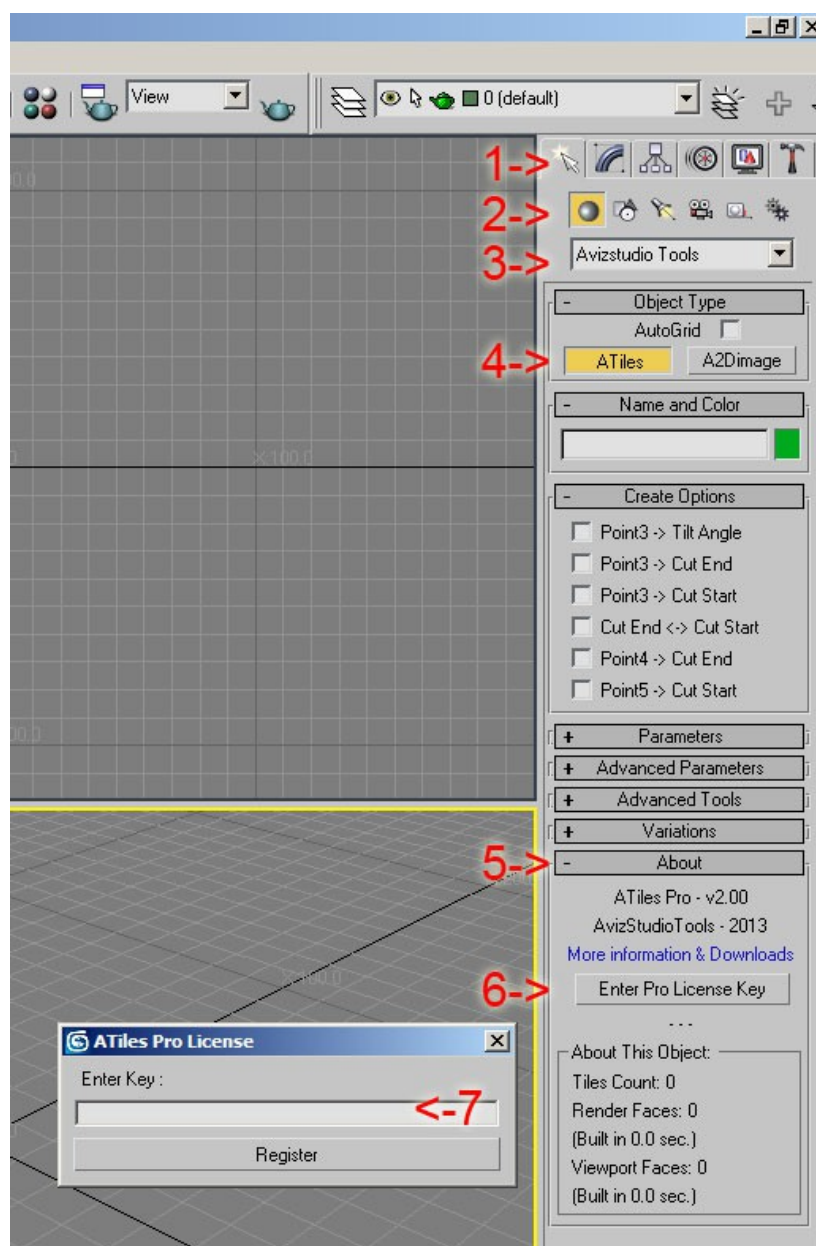 View
0 (default)
1->
2->
3->
Avizstudio Tools
- Object Type
AutoGrid
4->
ATiles
A2Dimage
- Name and Color
X:100.0
- Create Options
Point3 -> Tilt Angle
Point3 -> Cut End
Point3 -> Cut Start
Cut End <-> Cut Start
Point4 -> Cut End
Point5 -> Cut Start
+ Parameters
+ Advanced Parameters
+ Advanced Tools
+ Variations
5->
- About
ATiles Pro - v2.00
AvizStudioTools - 2013
More information & Downloads
6->
Enter Pro License Key
- - -
About This Object:
Tiles Count: 0
Render Faces: 0
(Built in 0.0 sec.)
Viewport Faces: 0
(Built in 0.0 sec.)
ATiles Pro License
Enter Key :
<-7
Register